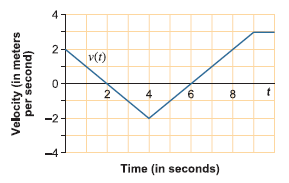 4
v(t)
2
0
2 4 6 8 t
−2
−4
Velocity (in meters
per second)
Time (in seconds)